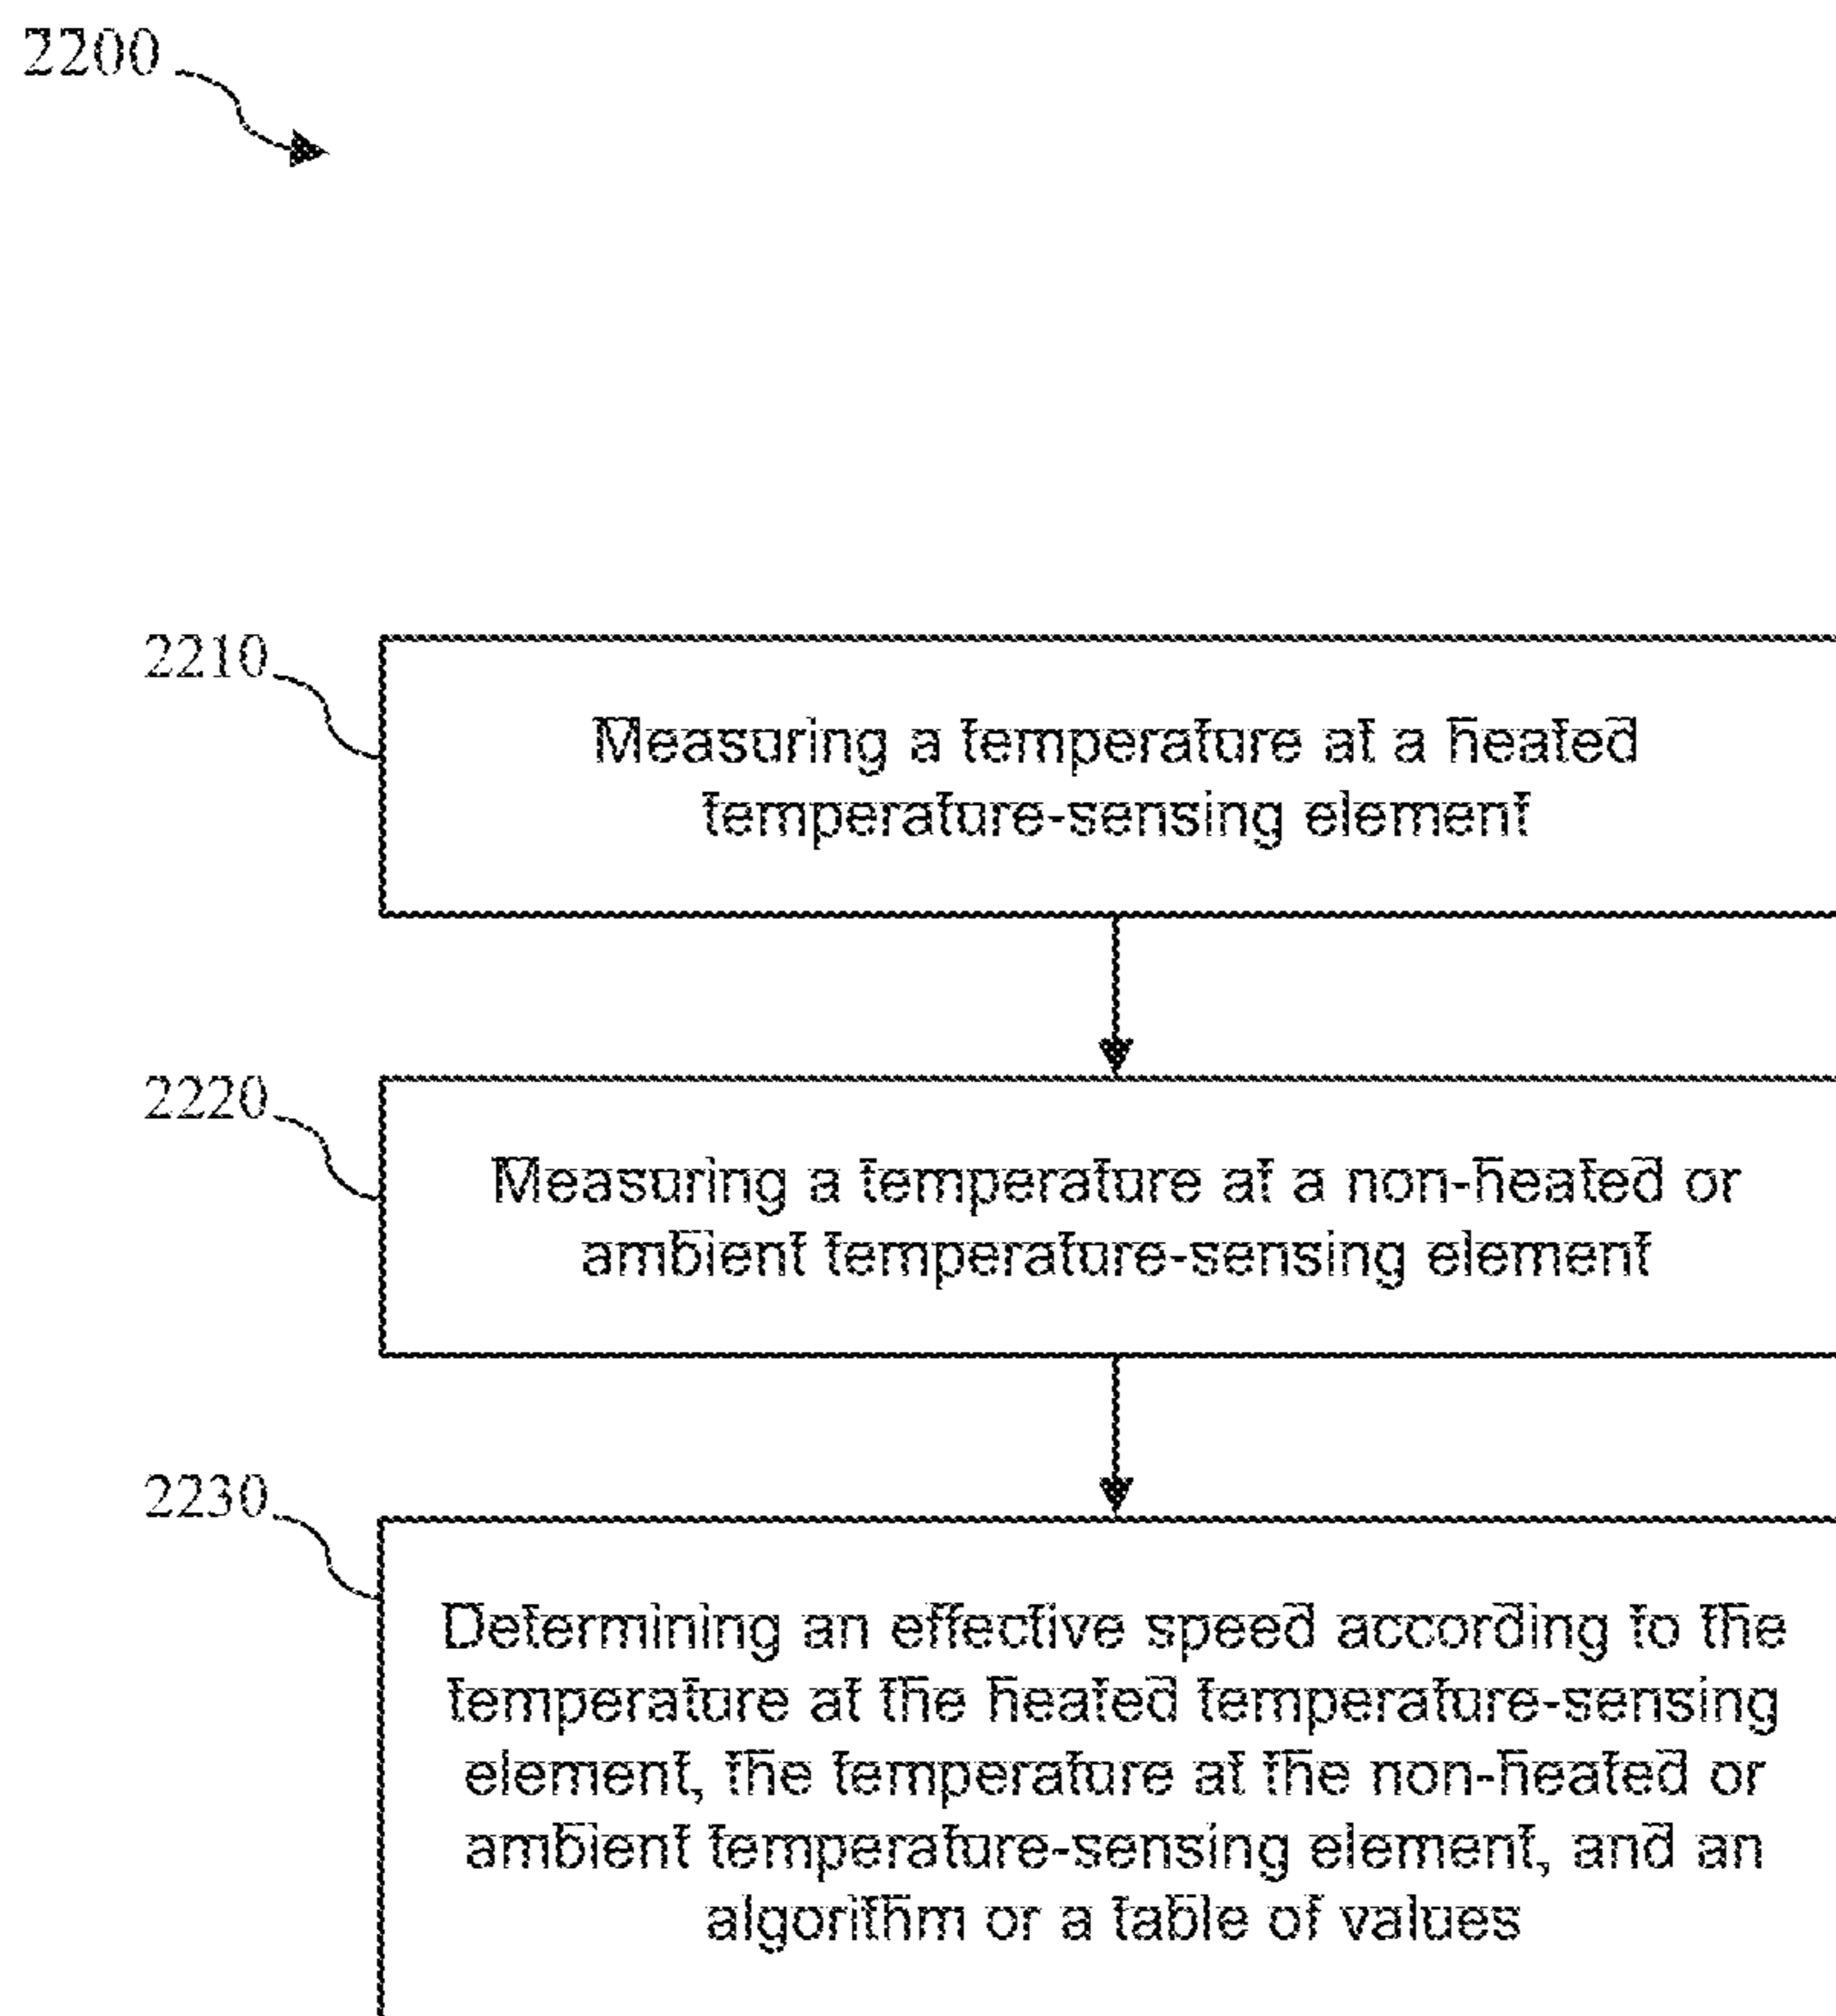 2200
2210
Measuring a temperature at a heated
temperature-sensing element
2220
Measuring a temperature at a non-heated or
ambient temperature-sensing element
2230
Determining an effective speed according to the
temperature at the heated temperature-sensing
element, the temperature at the non-heated or
ambient temperature-sensing element, and an
algorithm or a table of values